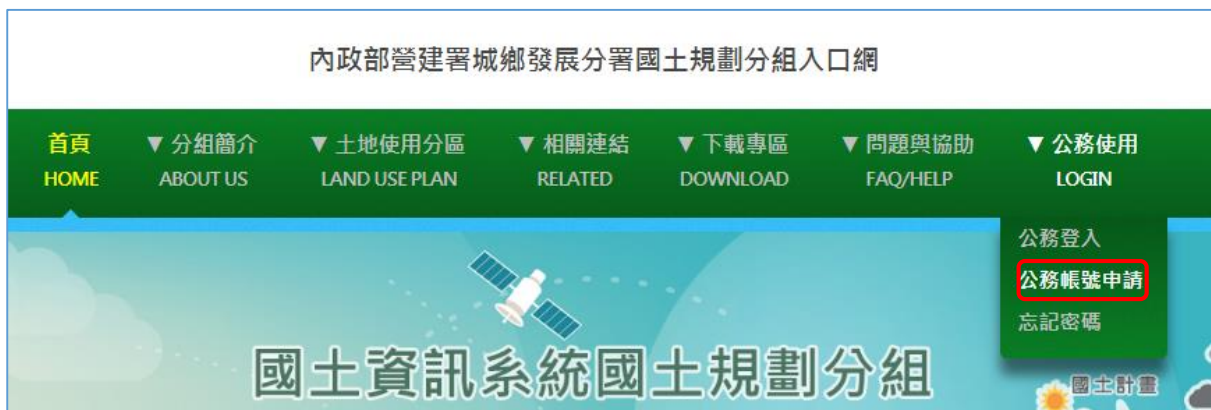 內政部營建署城鄉發展分署國土規劃分組入口網
首頁 ▼ 分組簡介 ▼ 土地使用分區 ▼ 相關連結 ▼ 下載專區 ▼ 問題與協助 ▼ 公務使用
HOME ABOUT US LAND USE PLAN RELATED DOWNLOAD FAQ/HELP LOGIN
公務登入
公務帳號申請
忘記密碼
國土資訊系統國土規劃分組
國土計畫